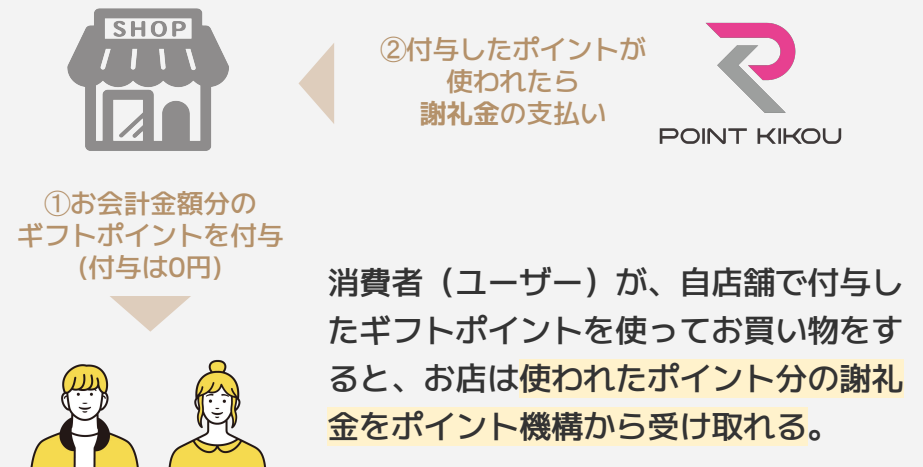 SHOP
②付与したポイントが
使われたら
謝礼金の支払い
POINT KIKOU
①お会計金額分の
ギフトポイントを付与
(付与は0円)
消費者（ユーザー）が、自店舗で付与し
たギフトポイントを使ってお買い物をす
ると、お店は使われたポイント分の謝礼
金をポイント機構から受け取れる。